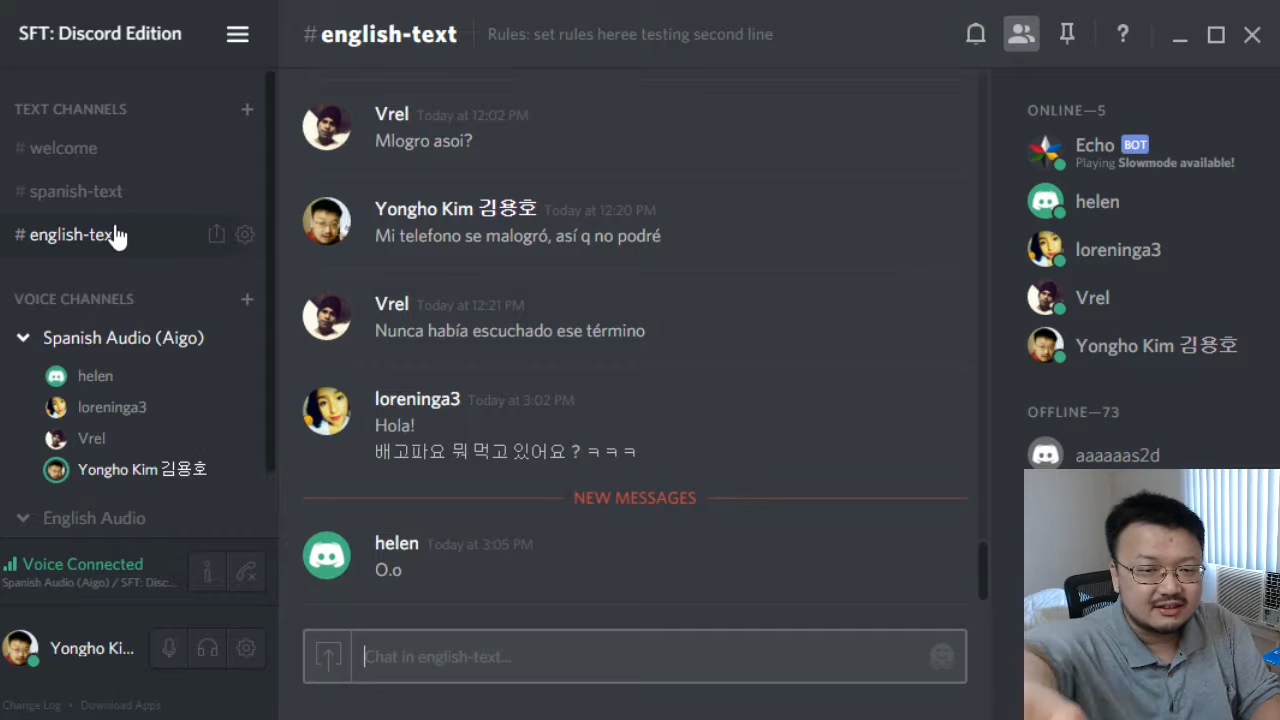 SFT: Discord Edition
TEXT CHANNELS
# welcome
# spanish-text
# english-text
VOICE CHANNELS
Spanish Audio (Aigo)
helen
loreninga3
Vrel
Yongho Kim 김용호
English Audio
Voice Connected
Spanish Audio (Aigo) / SFT: Disc...
Yongho Ki...
Change Log • Download Apps
#english-text
Rules: set rules heree testing second line
Vrel Today at 12:02 PM
Mlogro asoi?
Yongho Kim 김용호 Today at 12:20 PM
Mi telefono se malogró, así q no podré
Vrel Today at 12:21 PM
Nunca había escuchado ese término
loreninga3 Today at 3:02 PM
Hola!
배고파요 뭐 먹고 있어요 ? ㅋㅋㅋ
NEW MESSAGES
helen Today at 3:05 PM
O.o
Chat in english-text...
ONLINE—5
Echo BOT
Playing Slowmode available!
helen
loreninga3
Vrel
Yongho Kim 김용호
OFFLINE—73
aaaaaas2d